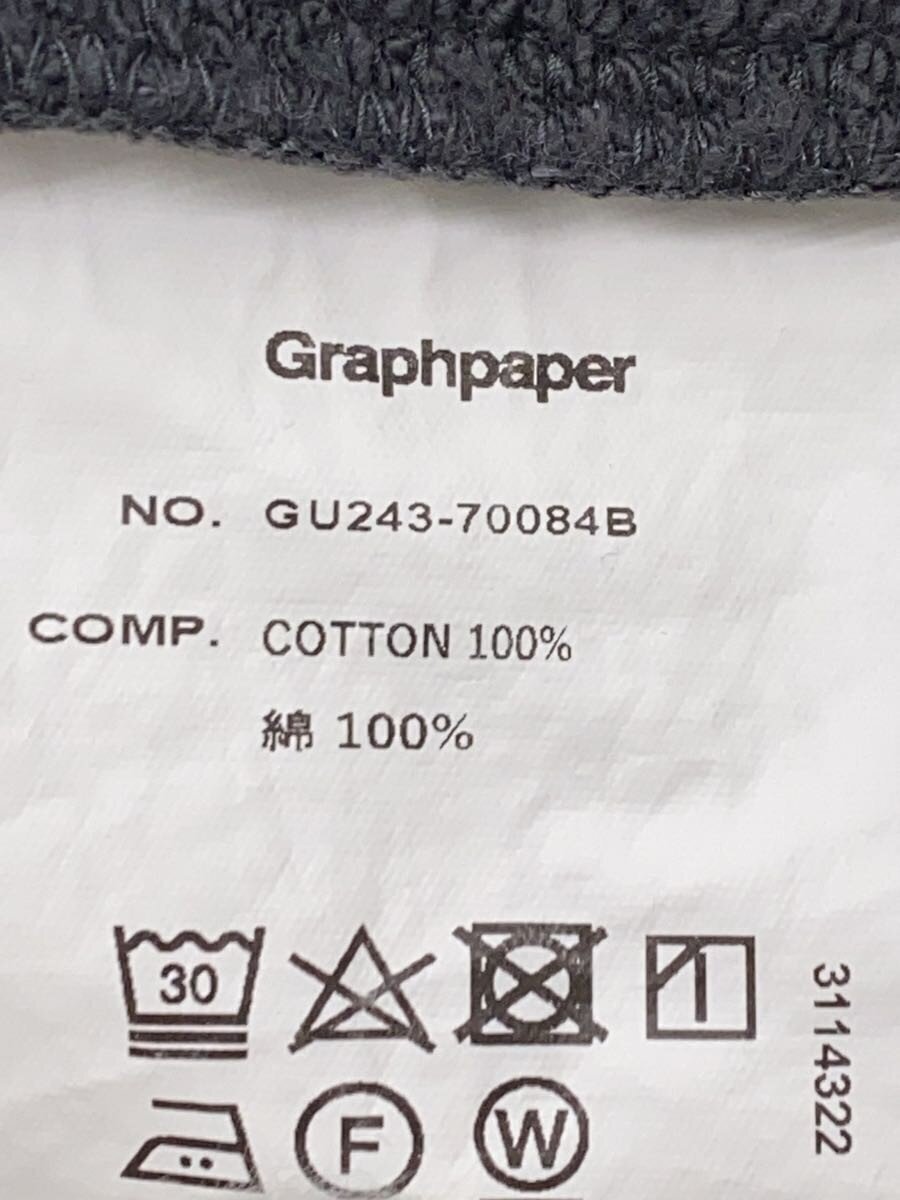 Graphpaper
NO. GU243-70084B
COMP. COTTON 100%
綿 100%
30
3114322
F
W